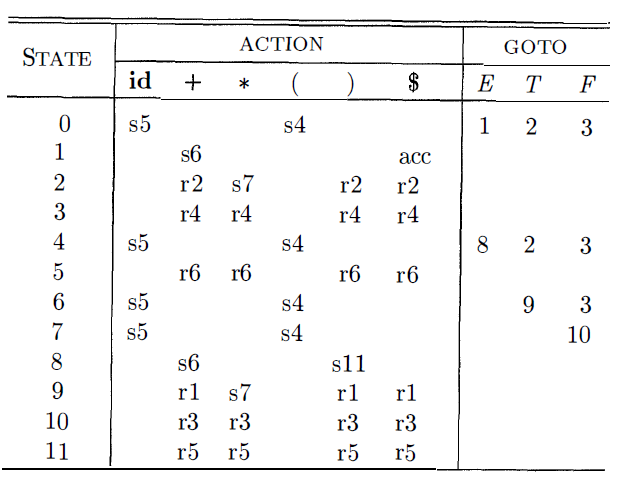 STATE ACTION GOTO
id + * ( ) $ E T F
0 s5 s4 1 2 3
1 s6 acc
2 r2 s7 r2 r2
3 r4 r4 r4 r4
4 s5 s4 8 2 3
5 r6 r6 r6 r6
6 s5 s4 9 3
7 s5 s4 10
8 s6 s11
9 r1 s7 r1 r1
10 r3 r3 r3 r3
11 r5 r5 r5 r5